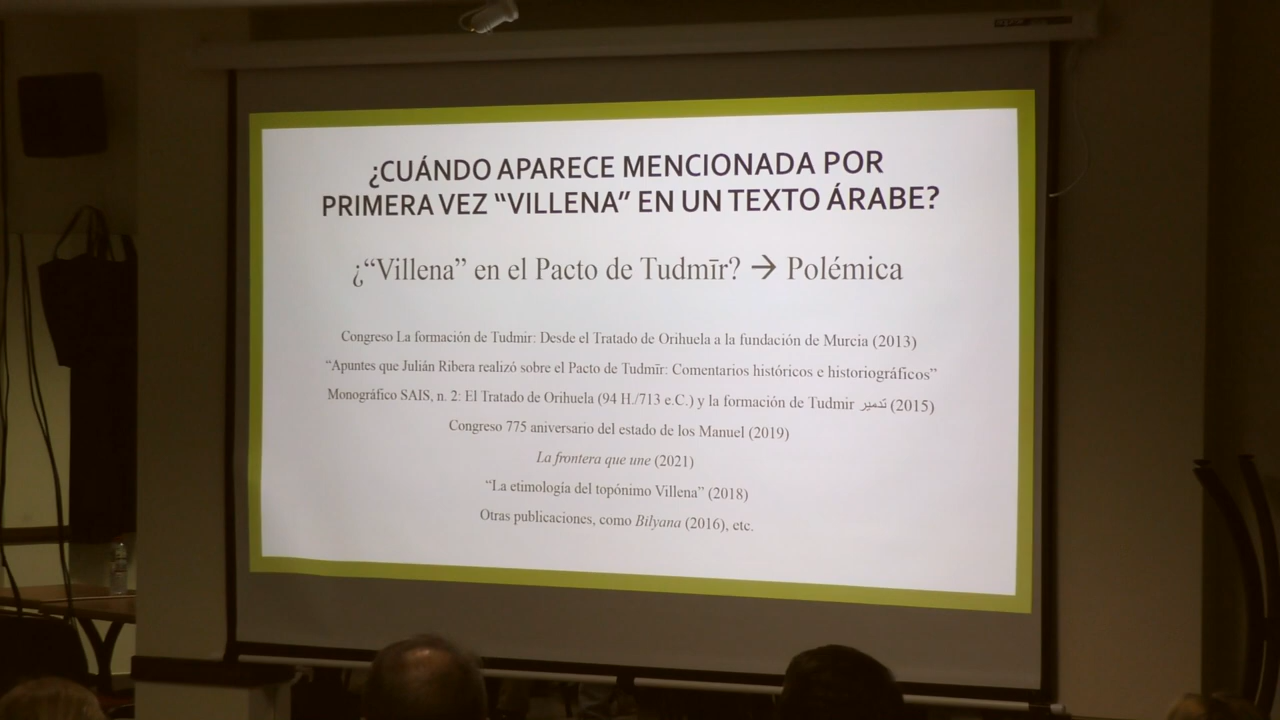 ¿CUÁNDO APARECE MENCIONADA POR
PRIMERA VEZ “VILLENA” EN UN TEXTO ÁRABE?
¿“Villena” en el Pacto de Tudmīr? → Polémica
Congreso La formación de Tudmir: Desde el Tratado de Orihuela a la fundación de Murcia (2013)
“Apuntes que Julián Ribera realizó sobre el Pacto de Tudmīr: Comentarios históricos e historiográficos”
Monográfico SAIS, n. 2: El Tratado de Orihuela (94 H./713 e.C.) y la formación de Tudmir تدمير (2015)
Congreso 775 aniversario del estado de los Manuel (2019)
La frontera que une (2021)
“La etimología del topónimo Villena” (2018)
Otras publicaciones, como Bilyana (2016), etc.